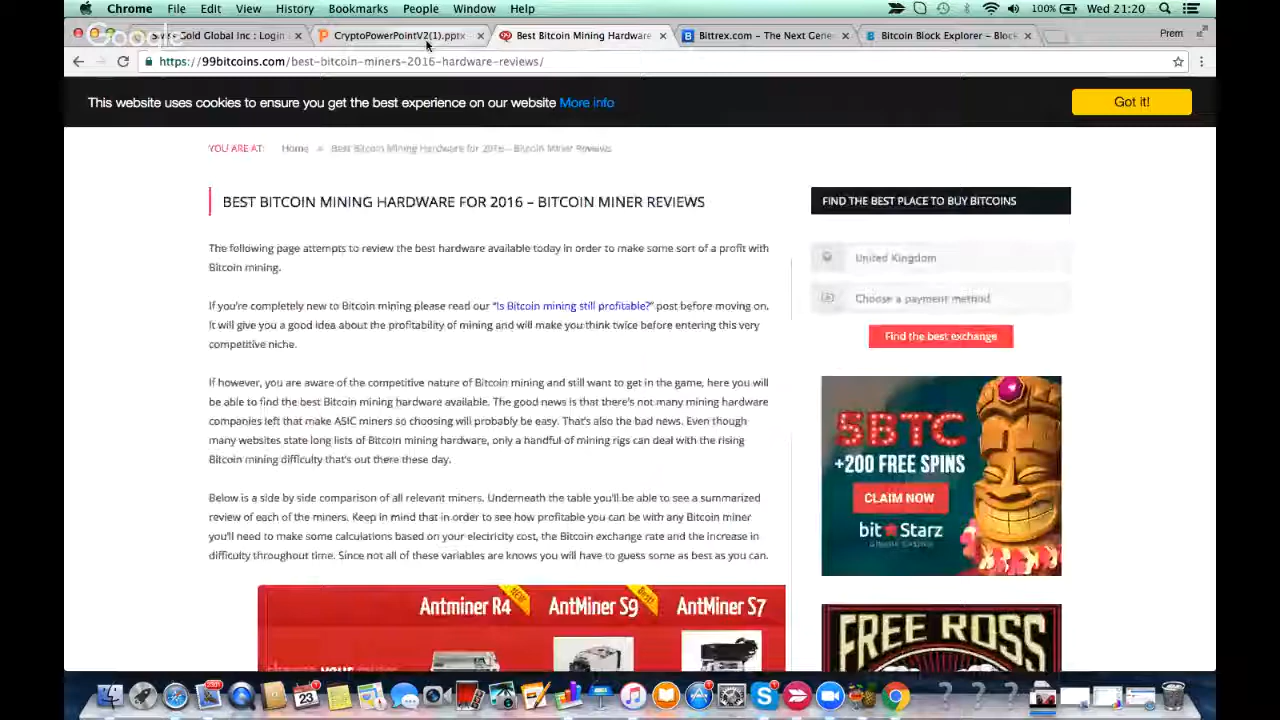 Chrome File Edit View History Bookmarks People Window Help 100% Wed 21:20
Google
Gold Global Inc : Login CryptoPowerPointV2(1).pptx Best Bitcoin Mining Hardware Bittrex.com – The Next Gene Bitcoin Block Explorer – Block Prem
https://99bitcoins.com/best-bitcoin-miners-2016-hardware-reviews/
This website uses cookies to ensure you get the best experience on our website More info Got it!
YOU ARE AT: Home » Best Bitcoin Mining Hardware for 2016 – Bitcoin Miner Reviews
BEST BITCOIN MINING HARDWARE FOR 2016 – BITCOIN MINER REVIEWS
The following page attempts to review the best hardware available today in order to make some sort of a profit with
Bitcoin mining.
If you're completely new to Bitcoin mining please read our “Is Bitcoin mining still profitable?” post before moving on.
It will give you a good idea about the profitability of mining and will make you think twice before entering this very
competitive niche.
If however, you are aware of the competitive nature of Bitcoin mining and still want to get in the game, here you will
be able to find the best Bitcoin mining hardware available. The good news is that there's not many mining hardware
companies left that make ASIC miners so choosing will probably be easy. That's also the bad news. Even though
many websites state long lists of Bitcoin mining hardware, only a handful of mining rigs can deal with the rising
Bitcoin mining difficulty that's out there these day.
Below is a side by side comparison of all relevant miners. Underneath the table you'll be able to see a summarized
review of each of the miners. Keep in mind that in order to see how profitable you can be with any Bitcoin miner
you'll need to make some calculations based on your electricity cost, the Bitcoin exchange rate and the increase in
difficulty throughout time. Since not all of these variables are knows you will have to guess some as best as you can.
Antminer R4 NEW AntMiner S9 Best! AntMiner S7
your
FIND THE BEST PLACE TO BUY BITCOINS
United Kingdom
Choose a payment method
Find the best exchange
5BTC
+200 FREE SPINS
CLAIM NOW
bitStarz
FREE ROSS
23